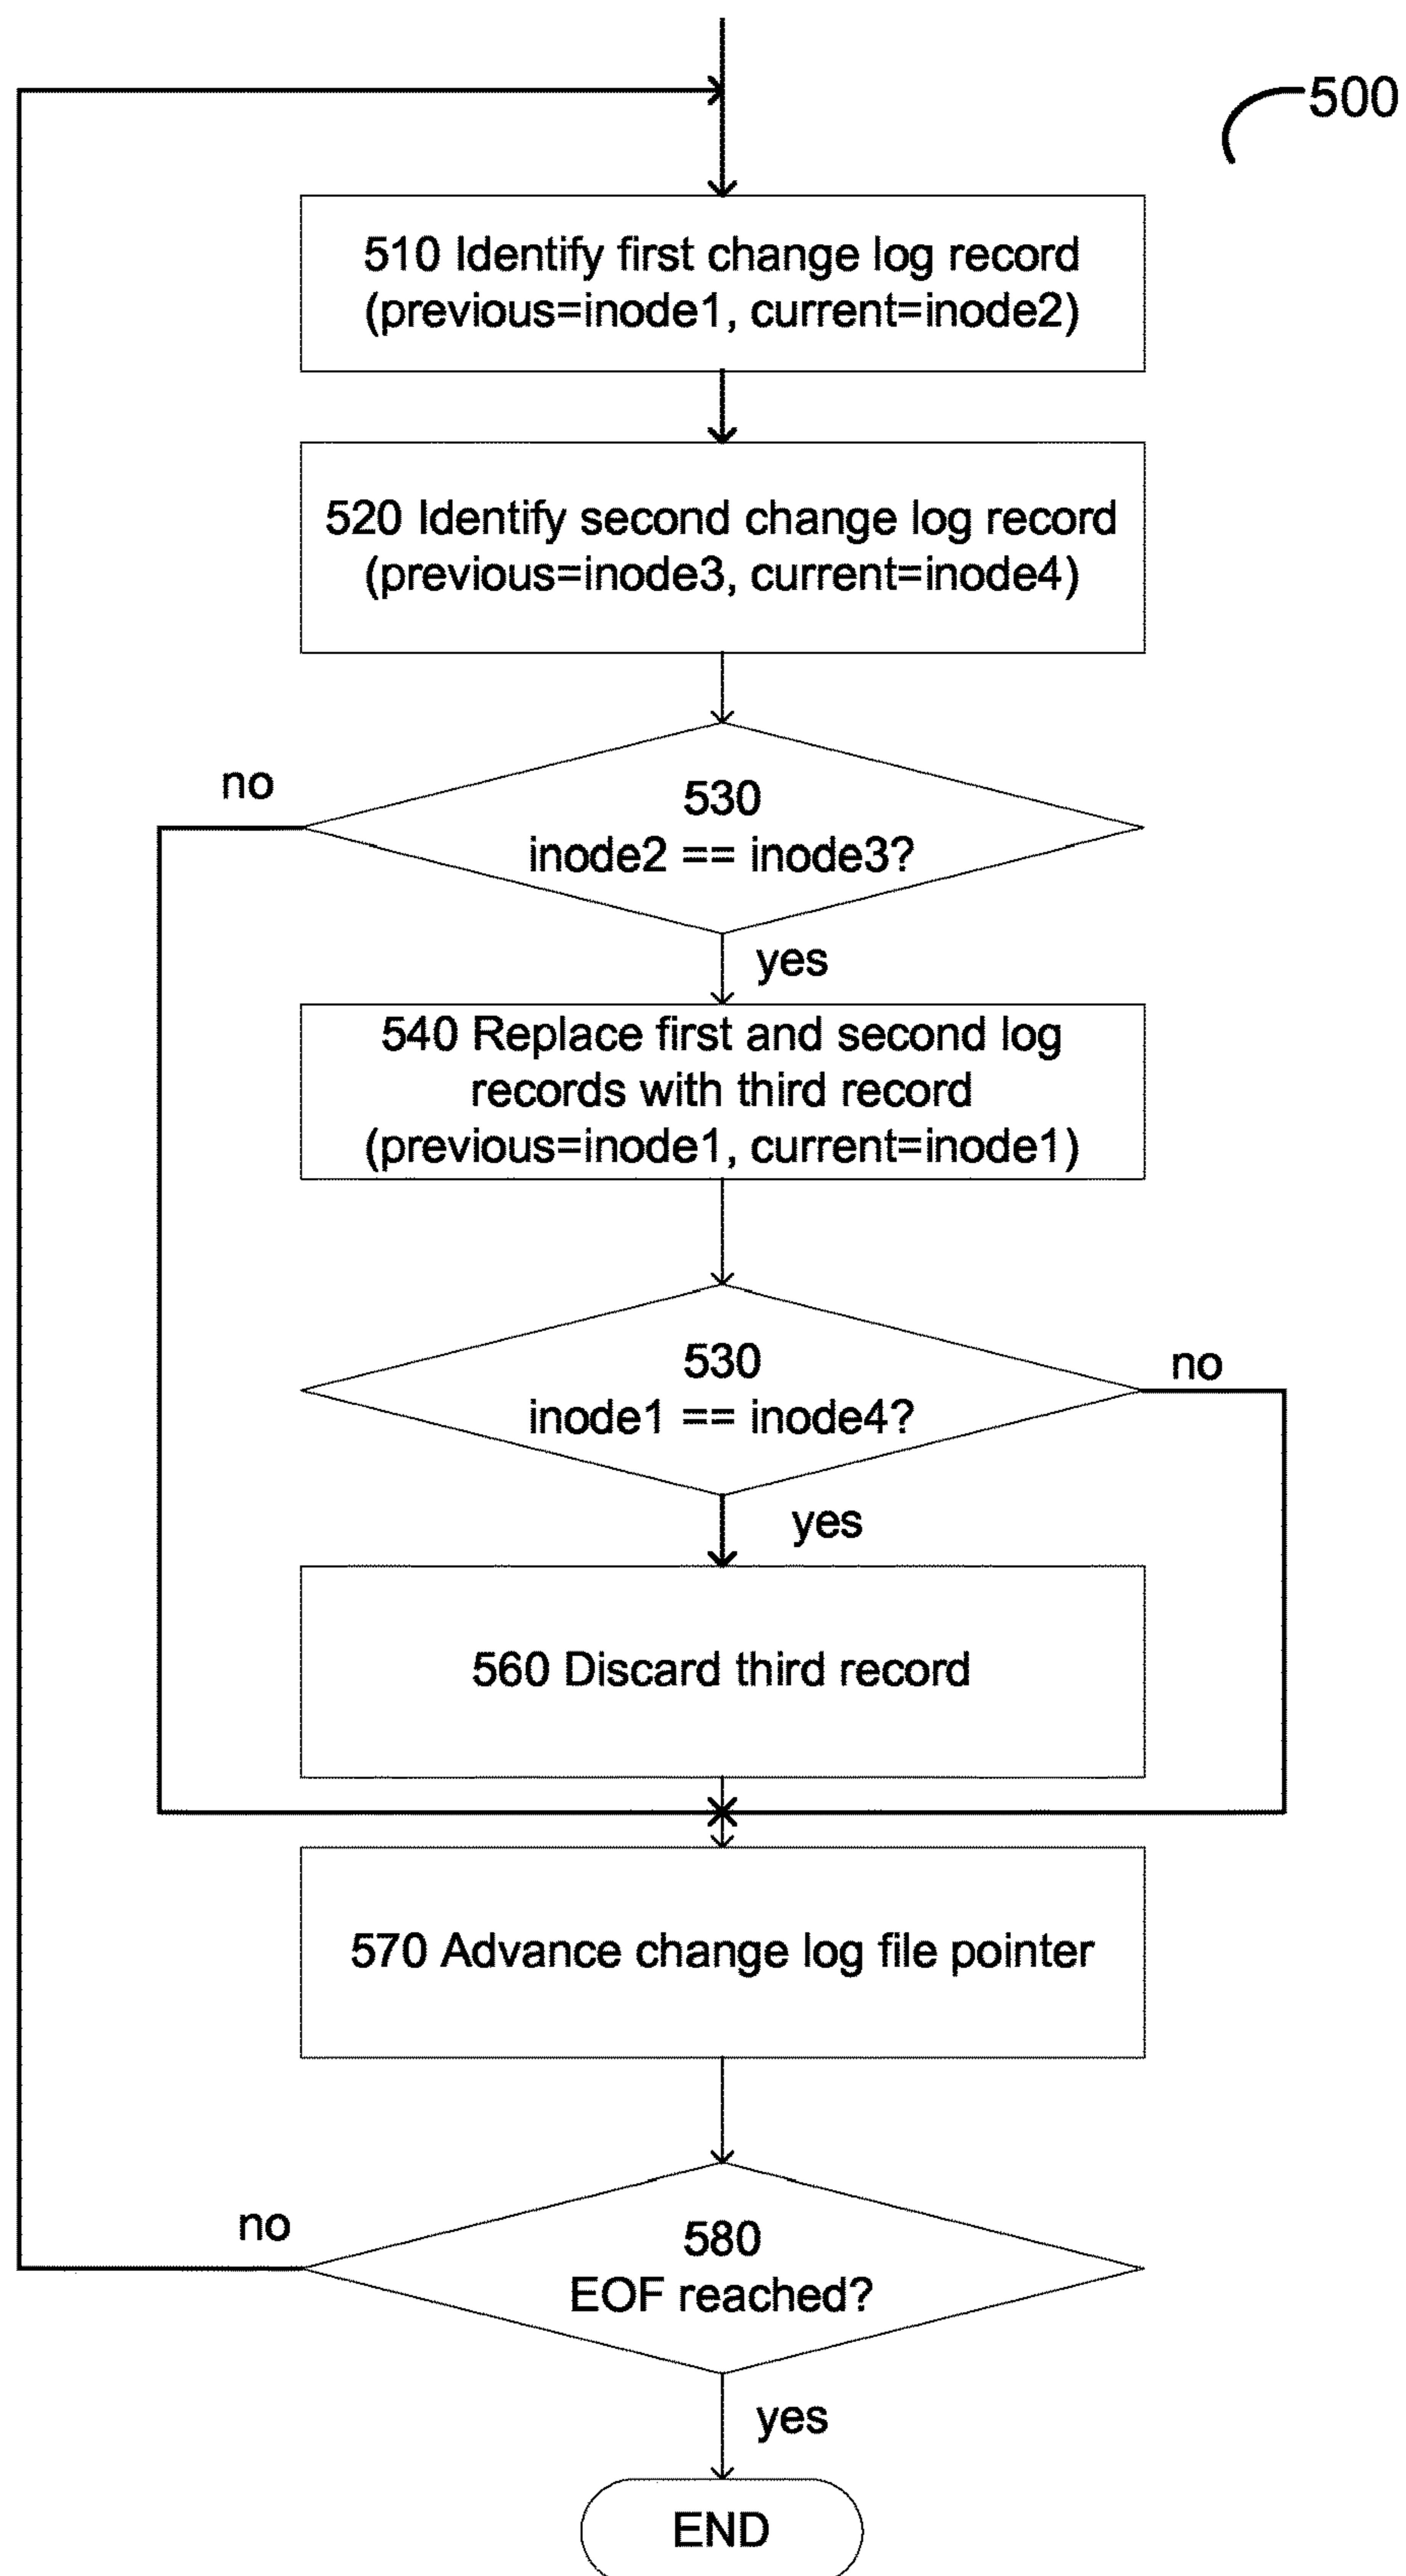 500
510 Identify first change log record
(previous=inode1, current=inode2)
520 Identify second change log record
(previous=inode3, current=inode4)
no
530
inode2 == inode3?
yes
540 Replace first and second log
records with third record
(previous=inode1, current=inode1)
530
inode1 == inode4?
no
yes
560 Discard third record
570 Advance change log file pointer
no
580
EOF reached?
yes
END